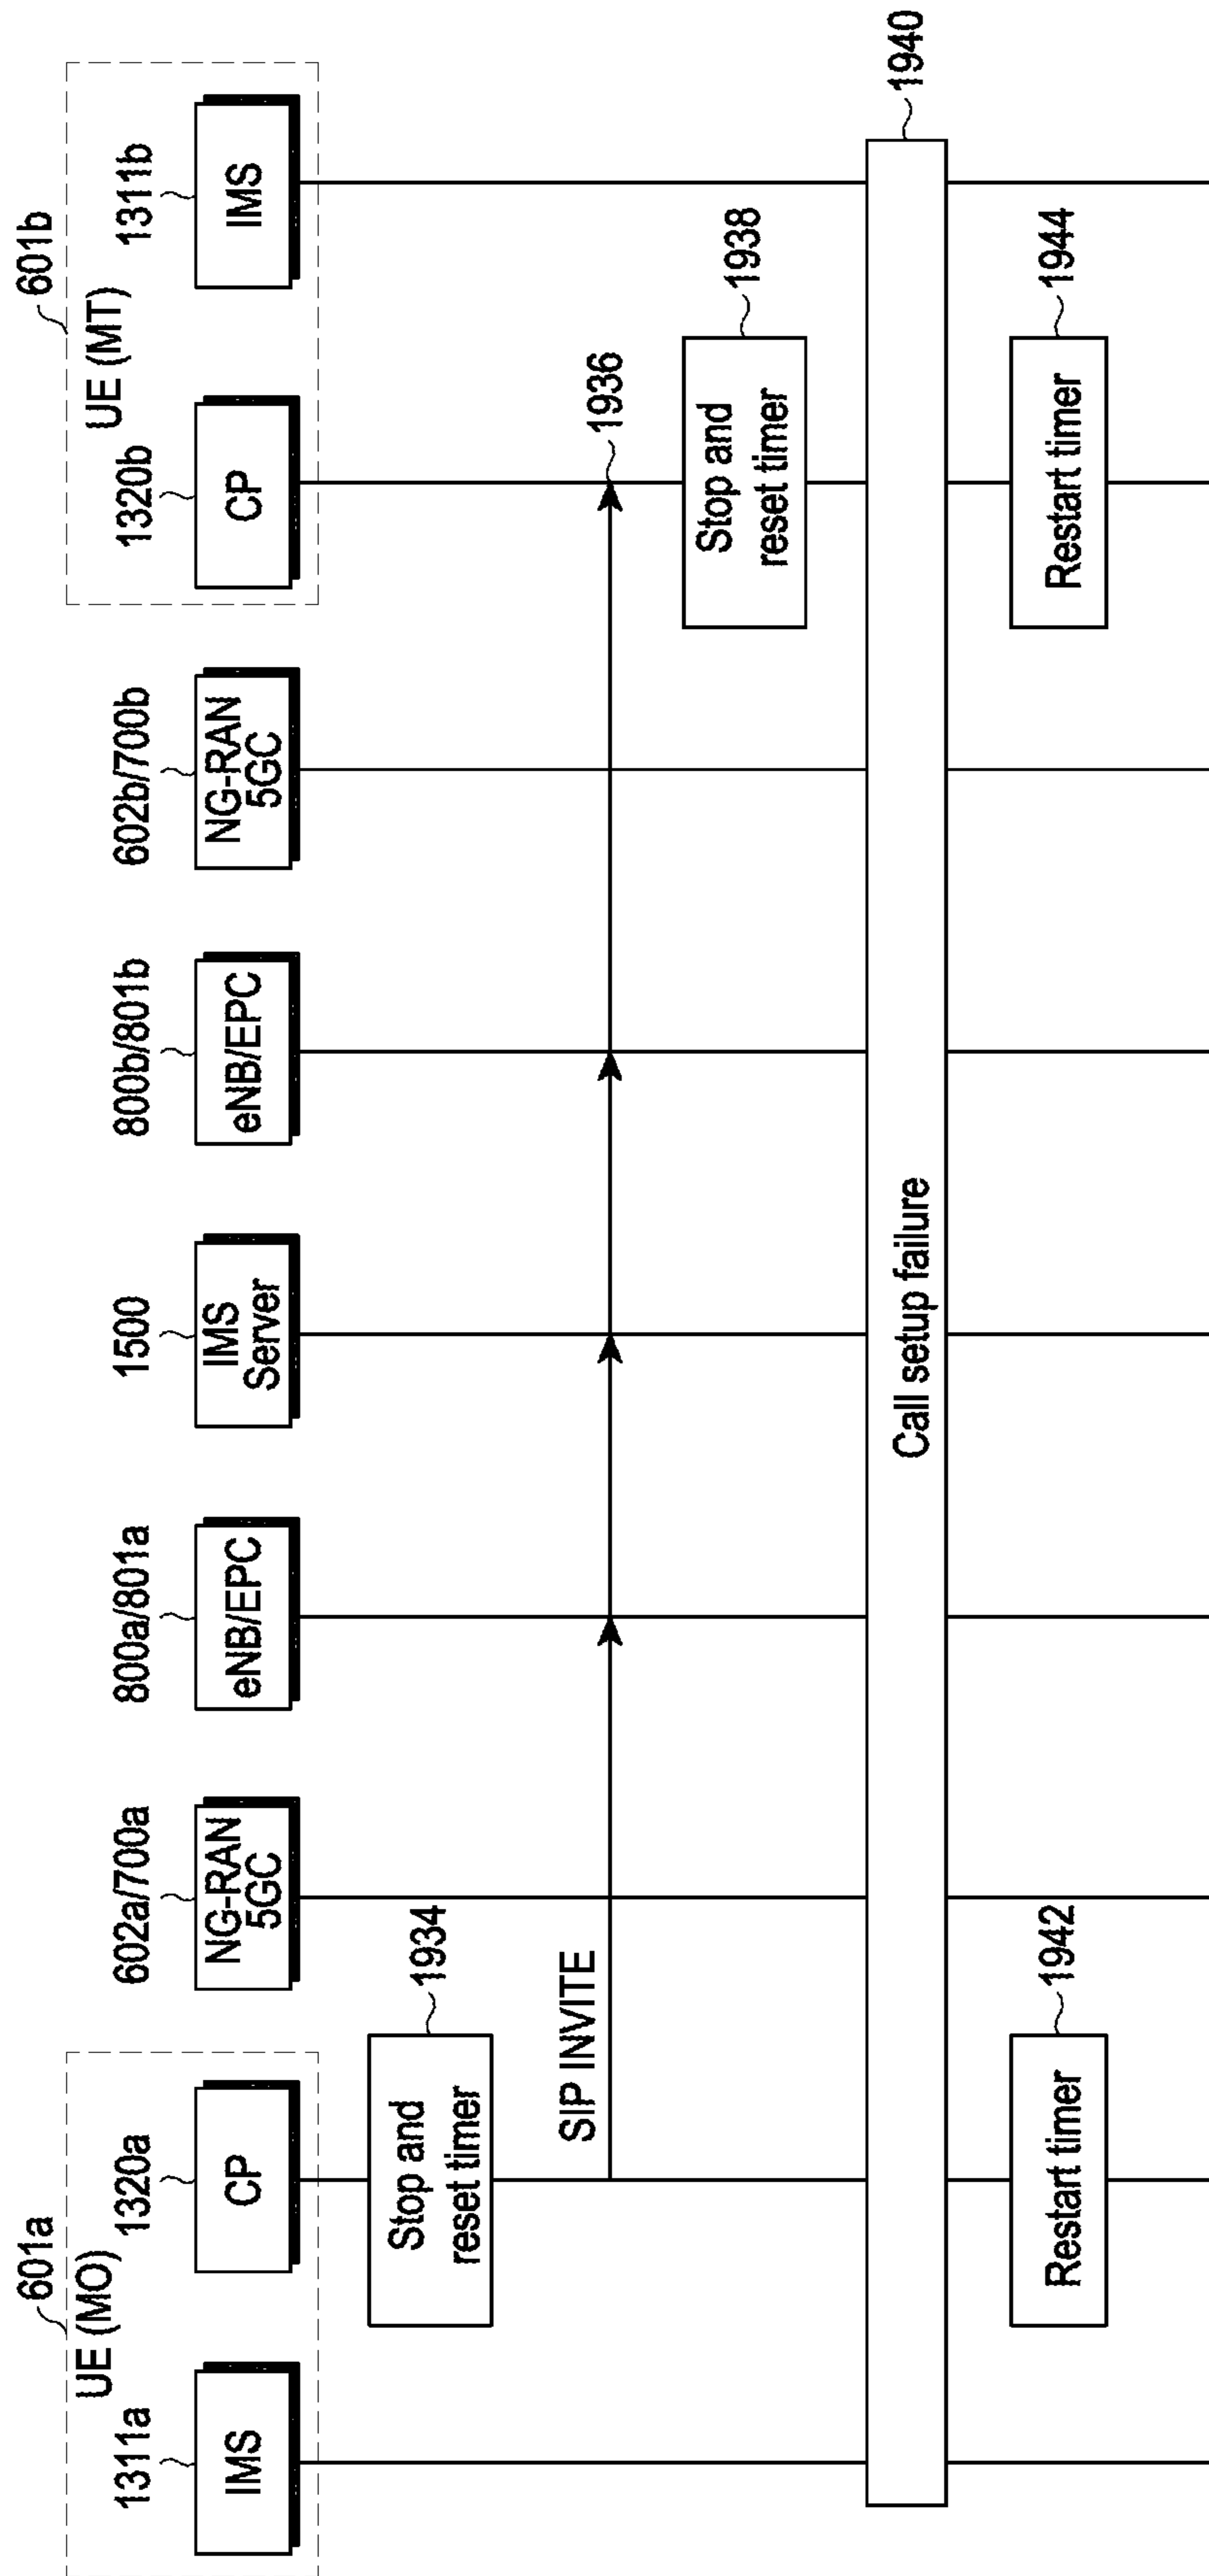 601a
UE (MO)
601b
UE (MT)
1311a
1320a
602a/700a
800a/801a
1500
800b/801b
602b/700b
1320b
1311b
IMS
CP
NG-RAN
5GC
eNB/EPC
IMS
Server
eNB/EPC
NG-RAN
5GC
CP
IMS
Stop and
reset timer
1934
SIP INVITE
1936
Stop and
reset timer
1938
Call setup failure
1940
Restart timer
1942
Restart timer
1944